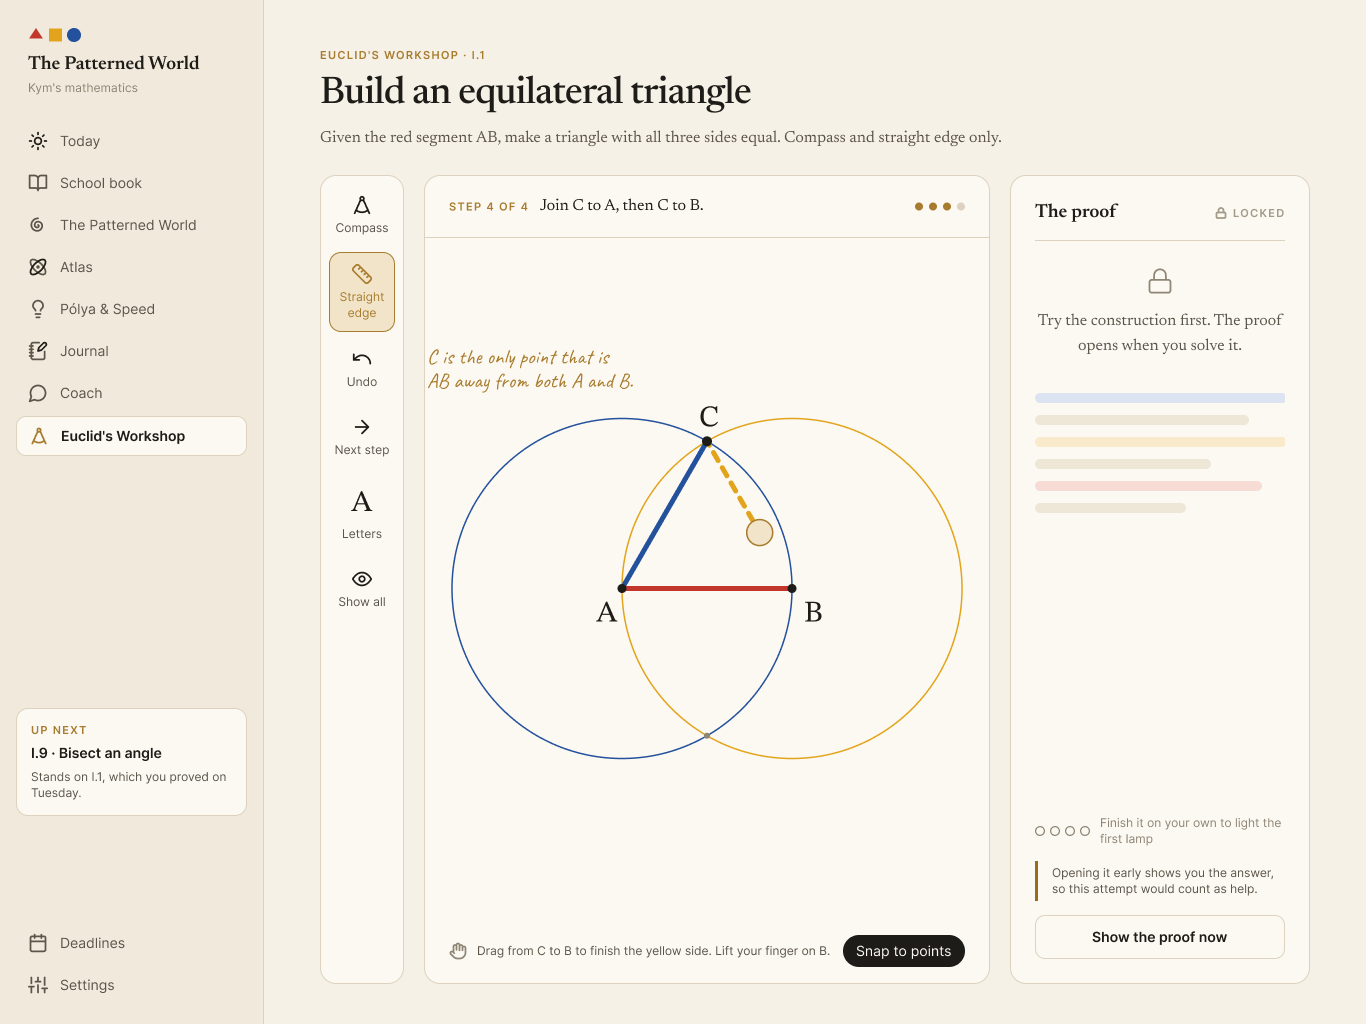 The Patterned World
Kym's mathematics
Today
School book
The Patterned World
Atlas
Pólya & Speed
Journal
Coach
Euclid's Workshop
UP NEXT
I.9 · Bisect an angle
Stands on I.1, which you proved on
Tuesday.
Deadlines
Settings
EUCLID'S WORKSHOP · I.1
Build an equilateral triangle
Given the red segment AB, make a triangle with all three sides equal. Compass and straight edge only.
Compass
Straight
edge
Undo
Next step
A
Letters
Show all
STEP 4 OF 4 Join C to A, then C to B.
C is the only point that is
AB away from both A and B.
C
A
B
Drag from C to B to finish the yellow side. Lift your finger on B.
Snap to points
The proof
LOCKED
Try the construction first. The proof
opens when you solve it.
Finish it on your own to light the
first lamp
Opening it early shows you the answer,
so this attempt would count as help.
Show the proof now